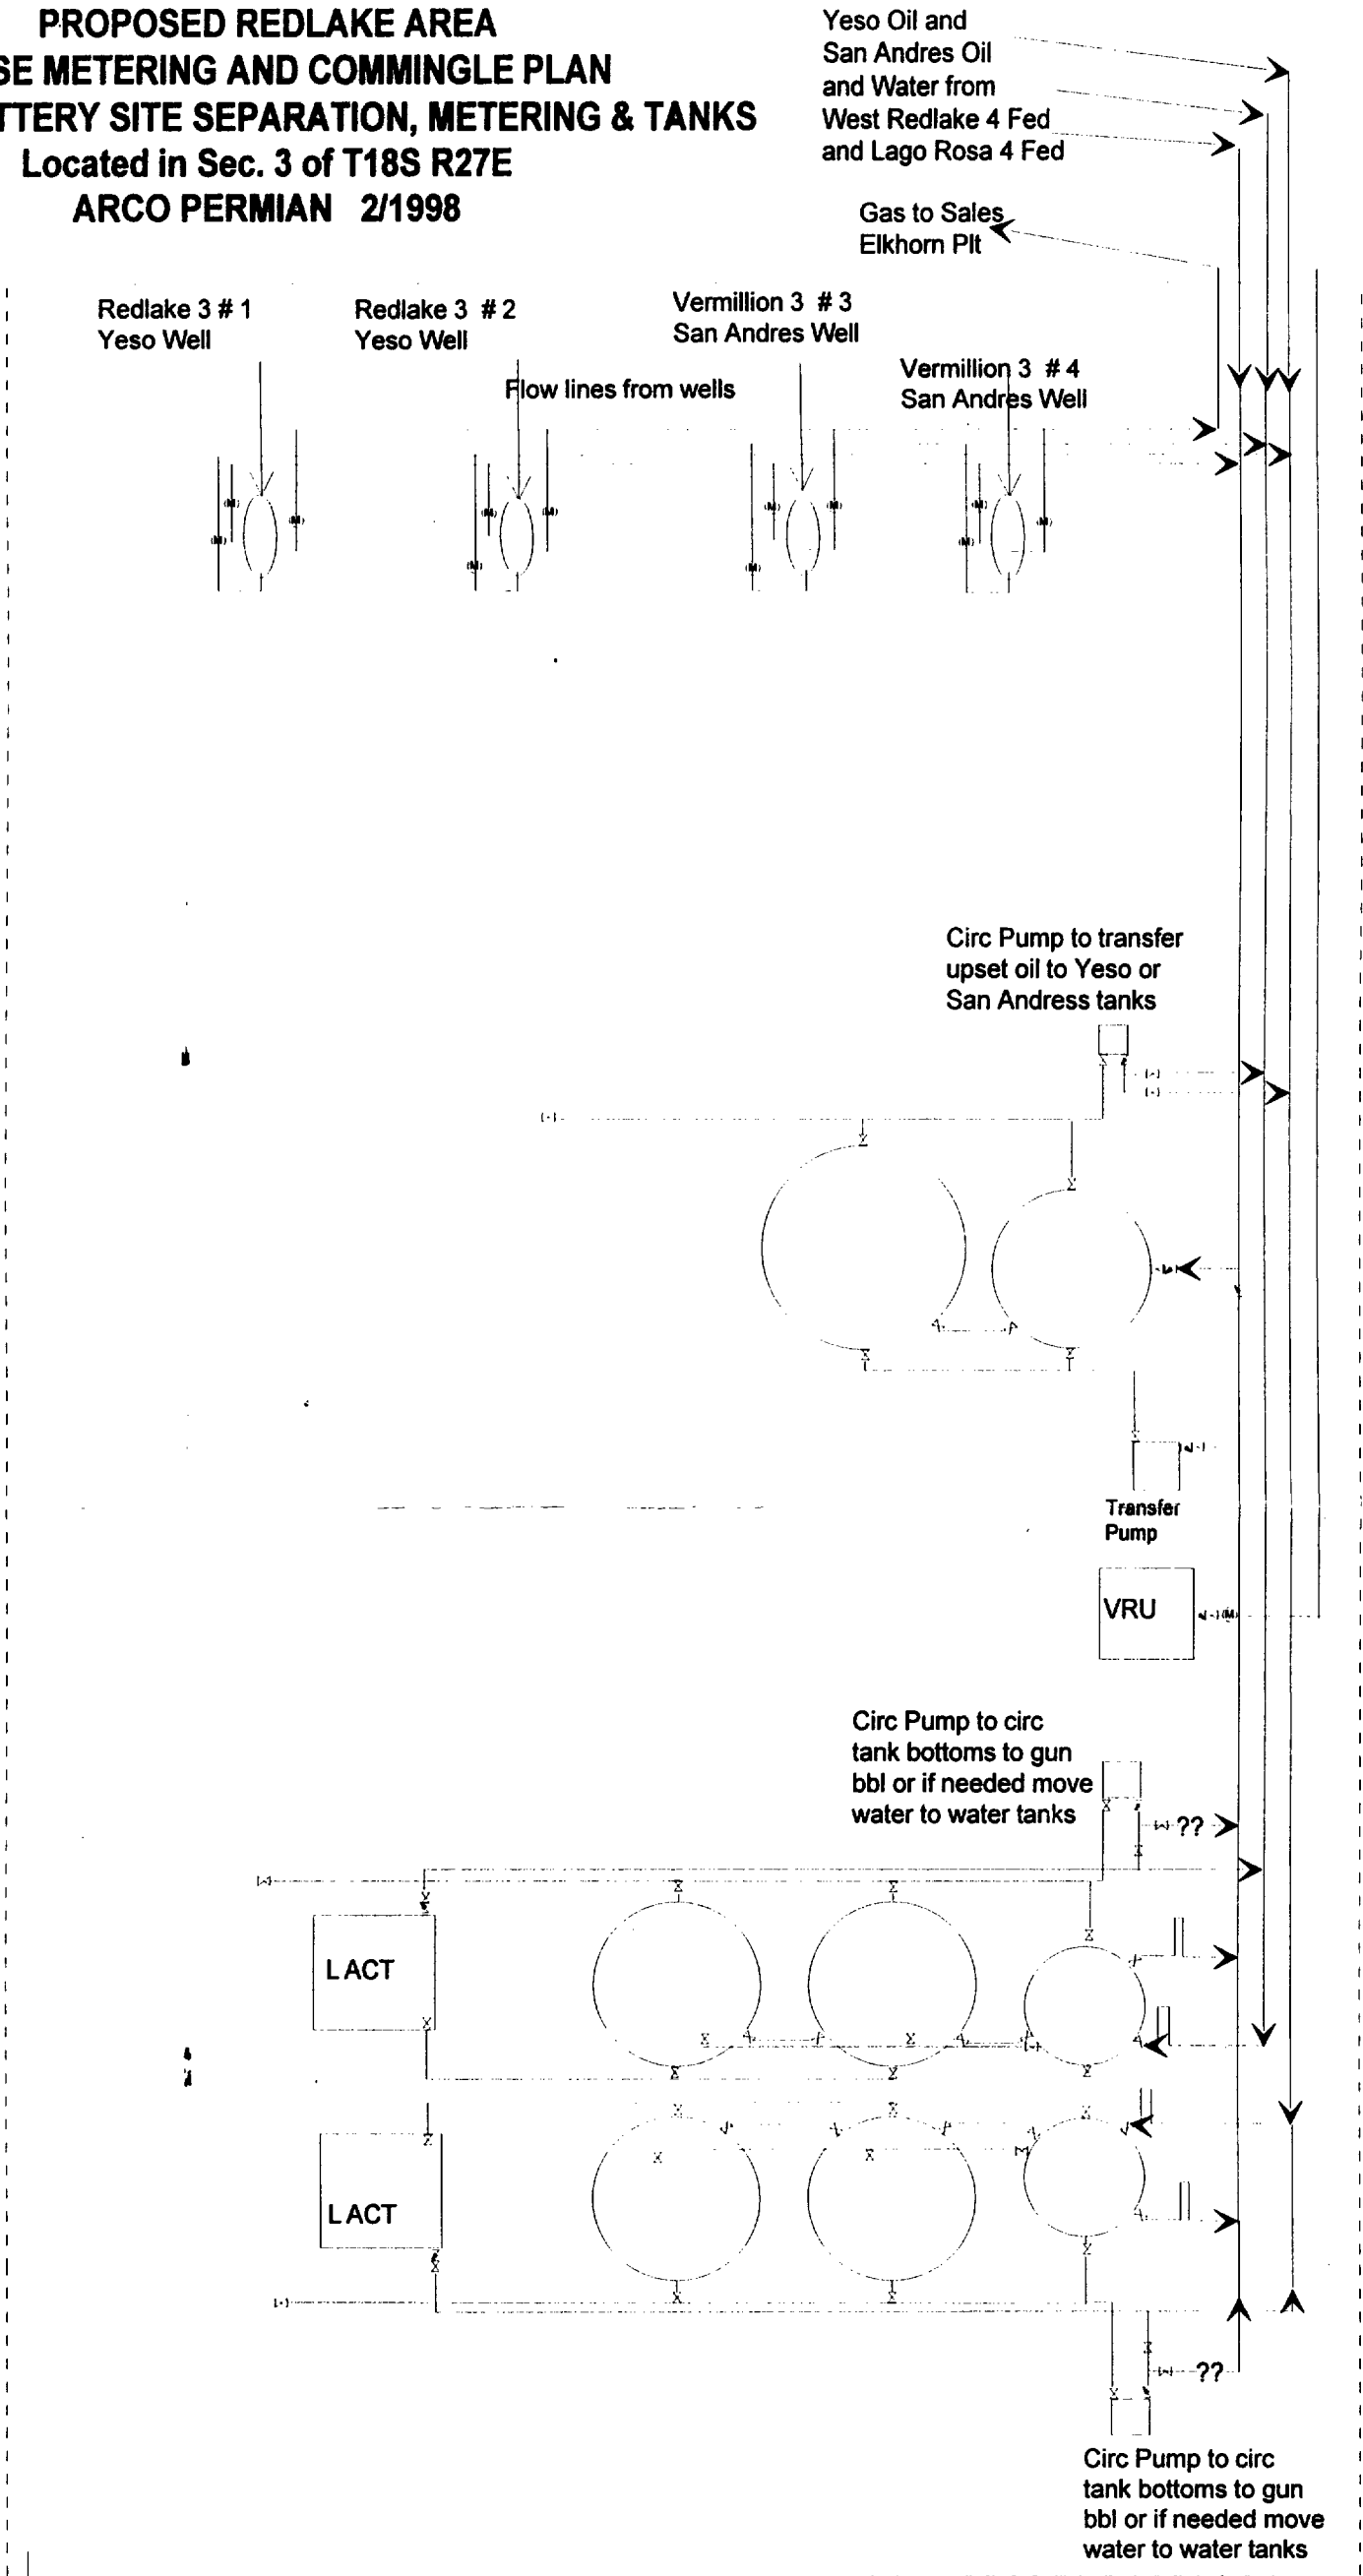 PROPOSED REDLAKE AREA
SE METERING AND COMMINGLE PLAN
TTERY SITE SEPARATION, METERING & TANKS
Located in Sec. 3 of T18S R27E
ARCO PERMIAN 2/1998
Yeso Oil and
San Andres Oil
and Water from
West Redlake 4 Fed
and Lago Rosa 4 Fed
Gas to Sales
Elkhorn Plt
Redlake 3 # 1
Yeso Well
Redlake 3 # 2
Yeso Well
Vermillion 3 # 3
San Andres Well
Vermillion 3 # 4
San Andres Well
Flow lines from wells
(M) (M) (M)
(M) (M) (M)
(M) (M) (M)
(M) (M) (M)
Circ Pump to transfer
upset oil to Yeso or
San Andress tanks
Transfer
Pump
VRU
(M)
Circ Pump to circ
tank bottoms to gun
bbl or if needed move
water to water tanks
??
LACT
LACT
??
Circ Pump to circ
tank bottoms to gun
bbl or if needed move
water to water tanks